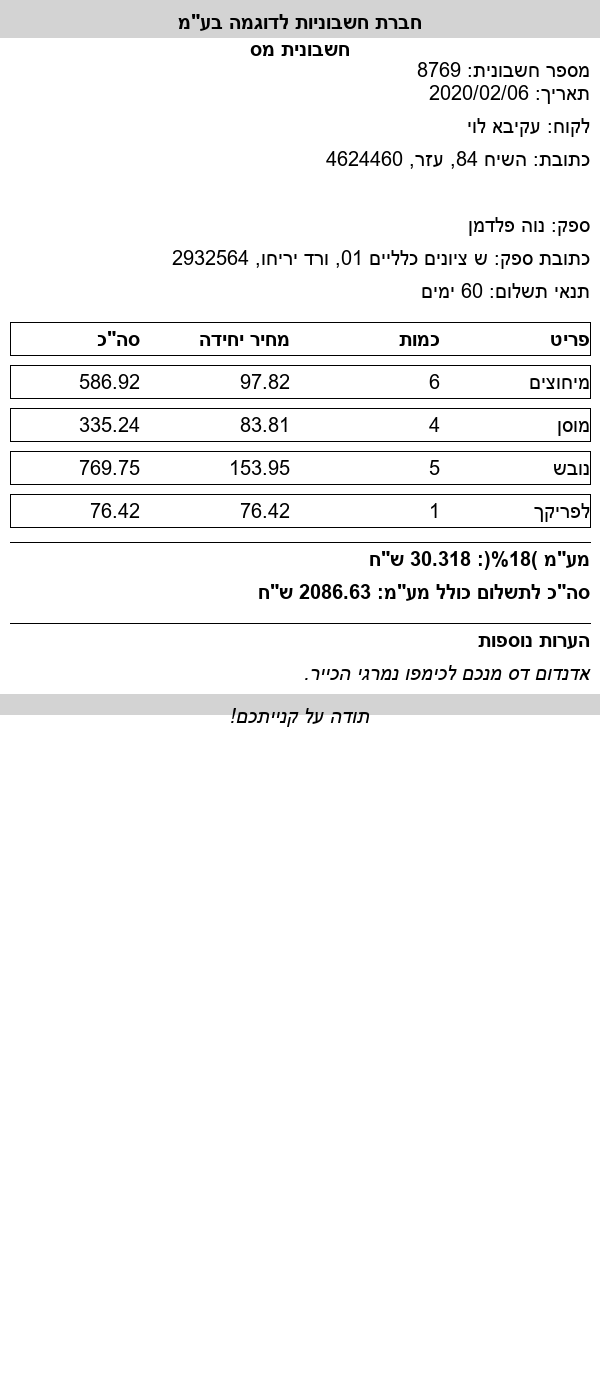 חברת חשבוניות לדוגמה בע"מ
חשבונית מס
מספר חשבונית: 8769
תאריך: 2020/02/06
לקוח: עקיבא לוי
כתובת: השיח 84, עזר, 4624460
ספק: נוה פלדמן
כתובת ספק: ש ציונים כלליים 01, ורד יריחו, 2932564
תנאי תשלום: 60 ימים
פריט כמות מחיר יחידה סה"כ
מיחוצים 6 97.82 586.92
מוסן 4 83.81 335.24
נובש 5 153.95 769.75
לפריקך 1 76.42 76.42
מע"מ )18%(: 30.318 ש"ח
סה"כ לתשלום כולל מע"מ: 2086.63 ש"ח
הערות נוספות
אדנדום דס מנכם לכימפו נמרגי הכייר.
תודה על קנייתכם!